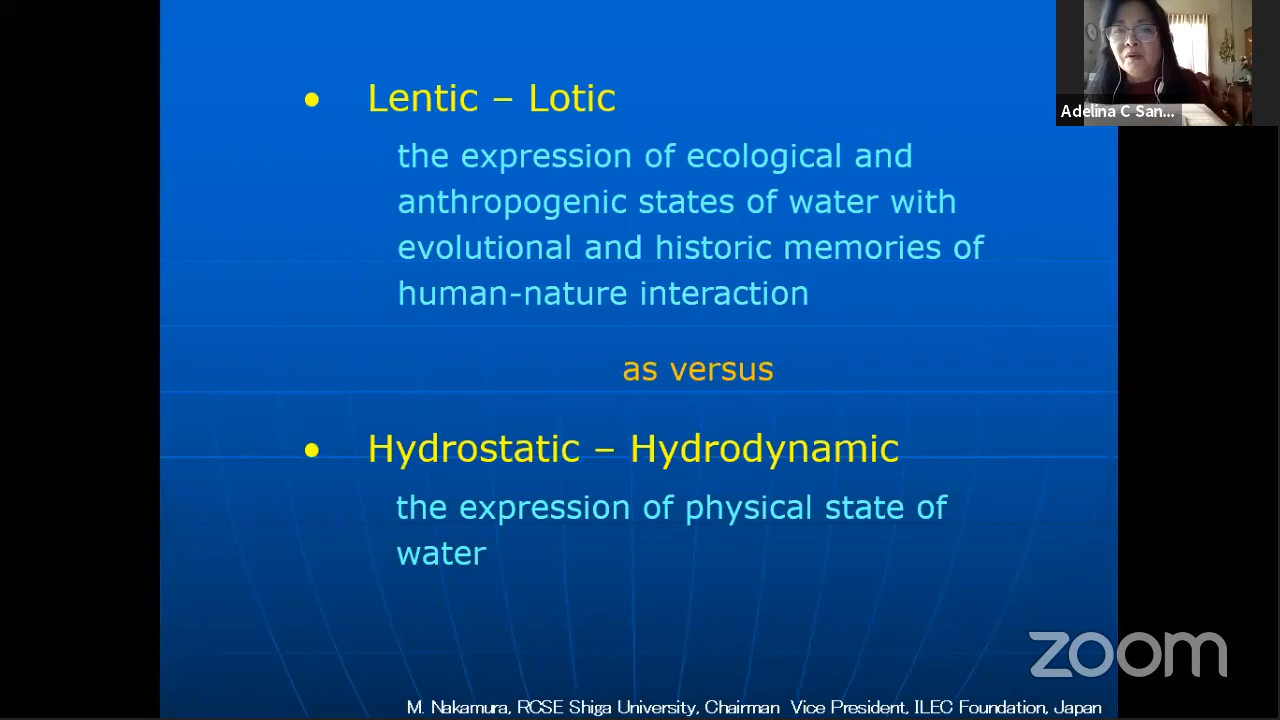 Adelina C San...
• Lentic – Lotic
the expression of ecological and
anthropogenic states of water with
evolutional and historic memories of
human-nature interaction
as versus
• Hydrostatic – Hydrodynamic
the expression of physical state of
water
zoom
M. Nakamura, RCSE Shiga University, Chairman Vice President, ILEC Foundation, Japan